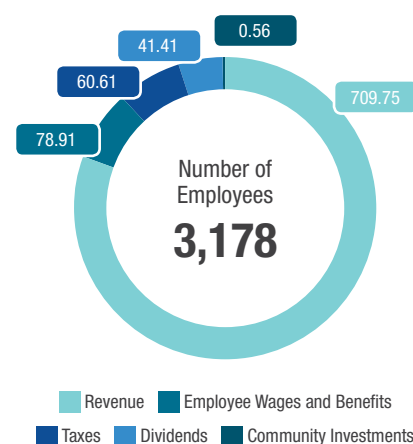 0.56
41.41
60.61
709.75
78.91
Number of
Employees
3,178
Revenue Employee Wages and Benefits
Taxes Dividends Community Investments